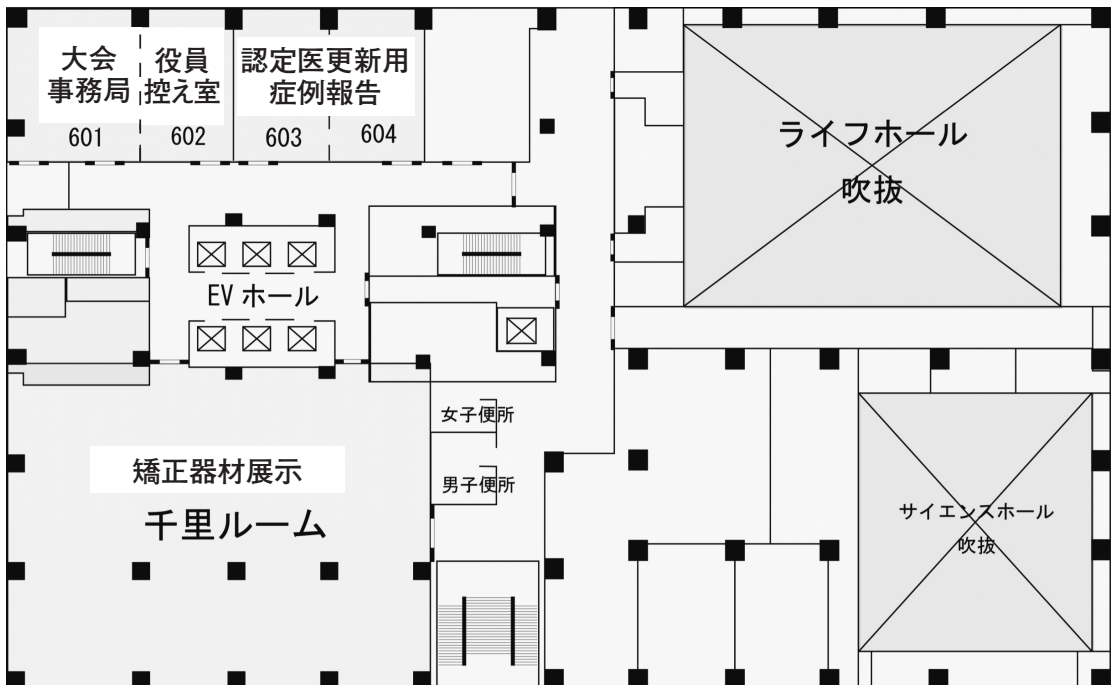 大会
事務局
601
役員
控え室
602
認定医更新用
症例報告
603
604
ライフホール
吹抜
EVホール
女子便所
男子便所
矯正器材展示
千里ルーム
サイエンスホール
吹抜